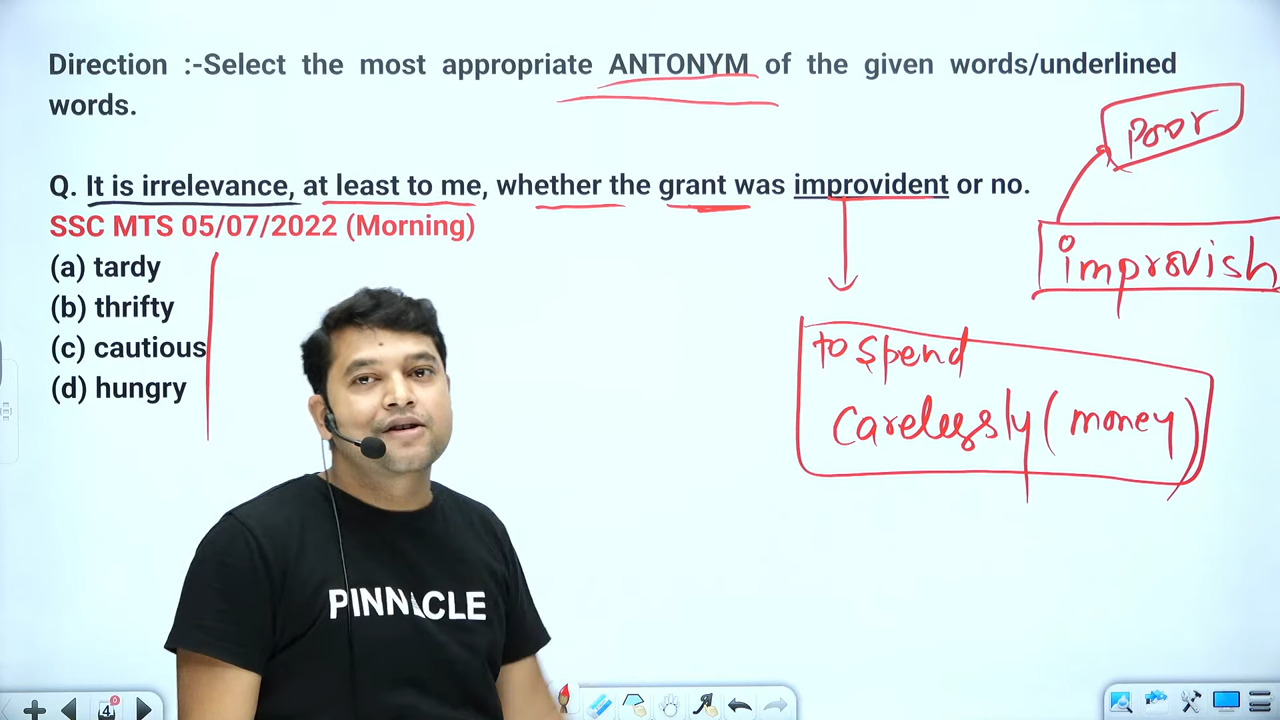 Direction :-Select the most appropriate ANTONYM of the given words/underlined
words.
Poor
Q. It is irrelevance, at least to me, whether the grant was improvident or no.
SSC MTS 05/07/2022 (Morning)
improvish
(a) tardy
(b) thrifty
(c) cautious
(d) hungry
to spend
carelessly (money)
PINNACLE
4